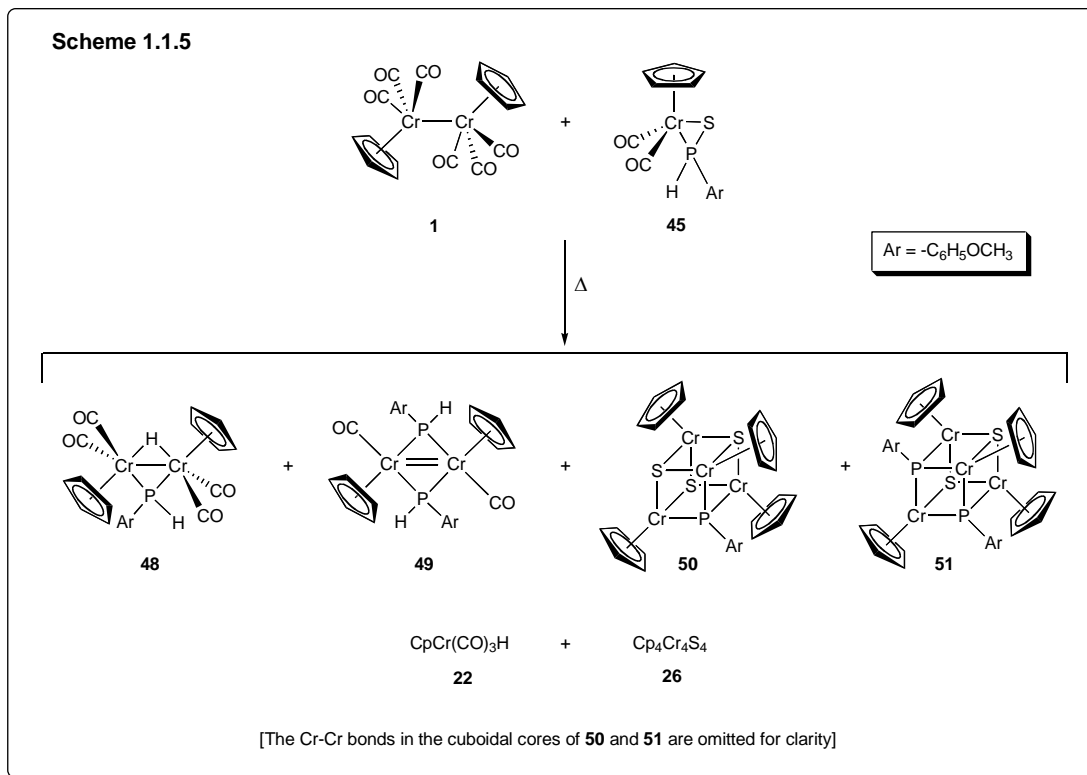 Scheme 1.1.5
OC CO
OC
Cr Cr
OC OC CO
+
Cr S
OC
OC P
H Ar
1 45
Ar = -C6H5OCH3
Δ
OC
OC H
Cr Cr
P CO
Ar H CO
48
+
Ar H
P
OC
Cr Cr
P CO
H Ar
49
+
Cr S
S Cr
S Cr
Cr P
Ar
50
+
Ar Cr S
P Cr
S Cr
Cr P
Ar
51
CpCr(CO)3H + Cp4Cr4S4
22 26
[The Cr-Cr bonds in the cuboidal cores of 50 and 51 are omitted for clarity]